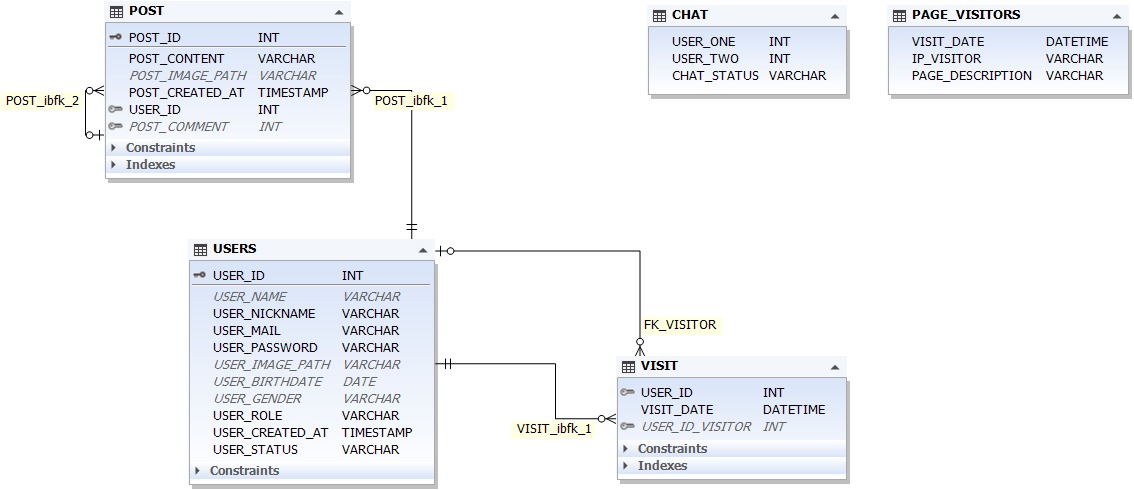 POST
POST_ID INT
POST_CONTENT VARCHAR
POST_IMAGE_PATH VARCHAR
POST_CREATED_AT TIMESTAMP
USER_ID INT
POST_COMMENT INT
Constraints
Indexes
POST_ibfk_2
POST_ibfk_1
CHAT
USER_ONE INT
USER_TWO INT
CHAT_STATUS VARCHAR
PAGE_VISITORS
VISIT_DATE DATETIME
IP_VISITOR VARCHAR
PAGE_DESCRIPTION VARCHAR
USERS
USER_ID INT
USER_NAME VARCHAR
USER_NICKNAME VARCHAR
USER_MAIL VARCHAR
USER_PASSWORD VARCHAR
USER_IMAGE_PATH VARCHAR
USER_BIRTHDATE DATE
USER_GENDER VARCHAR
USER_ROLE VARCHAR
USER_CREATED_AT TIMESTAMP
USER_STATUS VARCHAR
Constraints
FK_VISITOR
VISIT_ibfk_1
VISIT
USER_ID INT
VISIT_DATE DATETIME
USER_ID_VISITOR INT
Constraints
Indexes